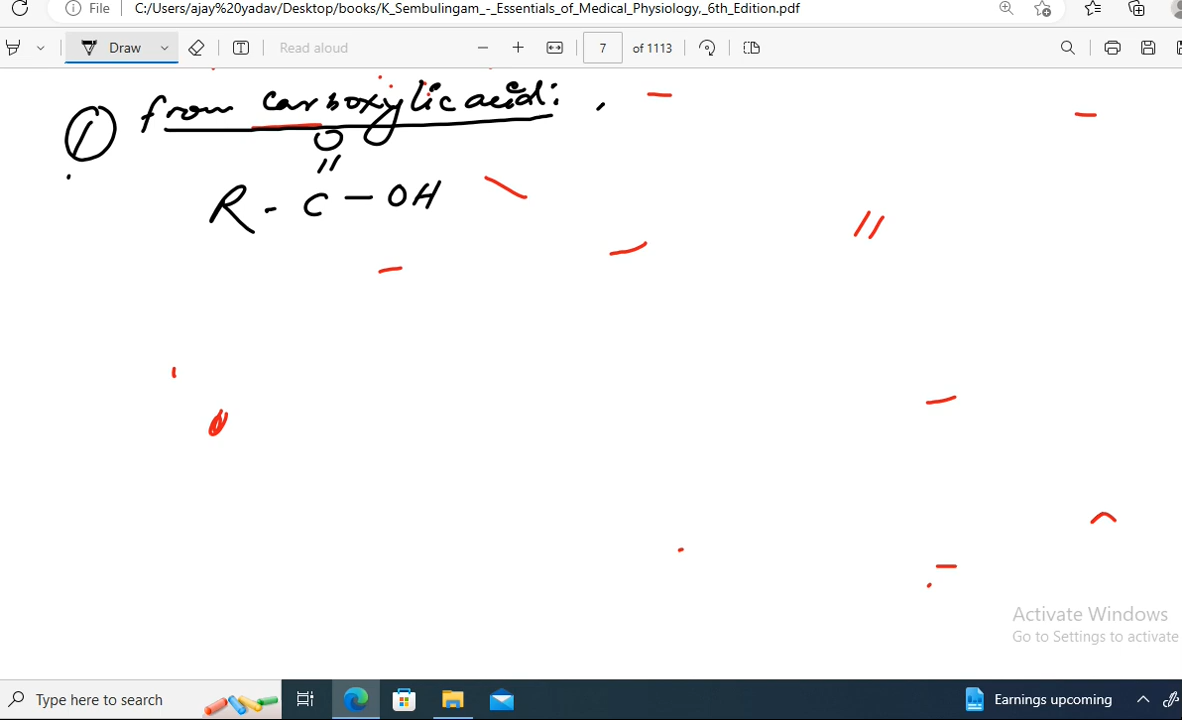 File C:/Users/ajay%20yadav/Desktop/books/K_Sembulingam_-_Essentials_of_Medical_Physiology,_6th_Edition.pdf
Draw Read aloud 7 of 1113
① from carboxylic acid:
O
R - C - OH
Activate Windows
Go to Settings to activate
Type here to search Earnings upcoming